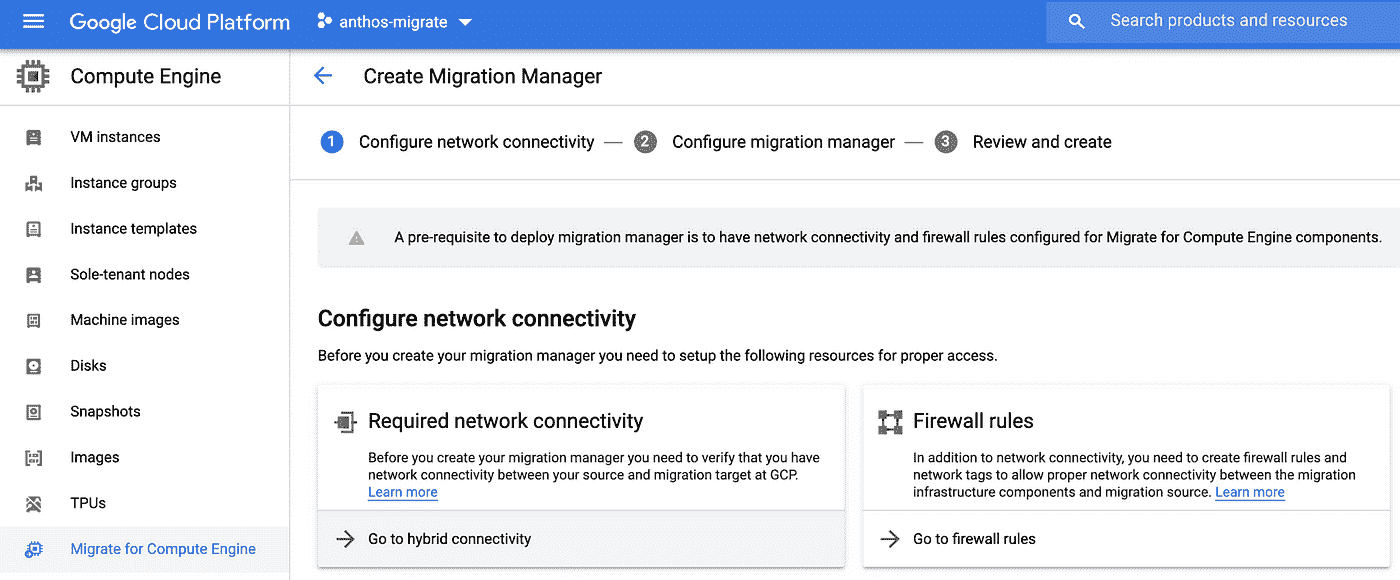 Google Cloud Platform
anthos-migrate
Search products and resources
Compute Engine
Create Migration Manager
VM instances
Instance groups
Instance templates
Sole-tenant nodes
Machine images
Disks
Snapshots
Images
TPUs
Migrate for Compute Engine
1 Configure network connectivity — 2 Configure migration manager — 3 Review and create
A pre-requisite to deploy migration manager is to have network connectivity and firewall rules configured for Migrate for Compute Engine components.
Configure network connectivity
Before you create your migration manager you need to setup the following resources for proper access.
Required network connectivity
Before you create your migration manager you need to verify that you have
network connectivity between your source and migration target at GCP.
Learn more
Go to hybrid connectivity
Firewall rules
In addition to network connectivity, you need to create firewall rules and
network tags to allow proper network connectivity between the migration
infrastructure components and migration source. Learn more
Go to firewall rules